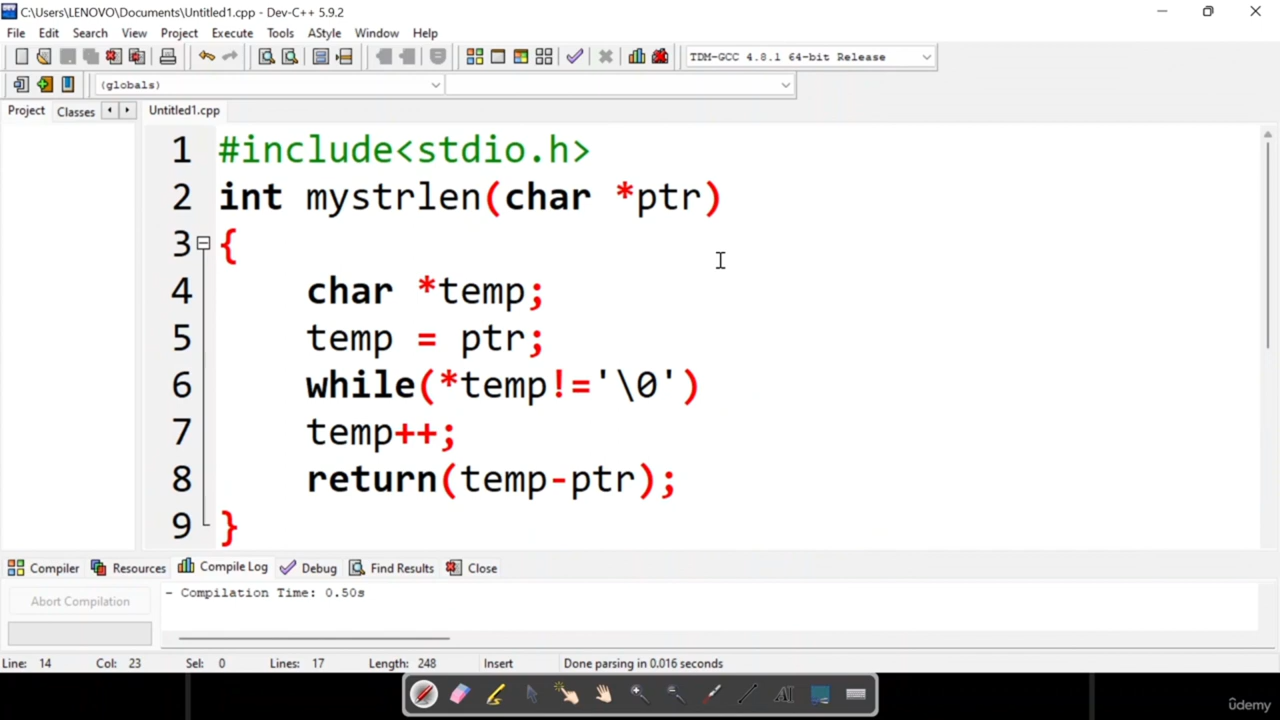 C:\Users\LENOVO\Documents\Untitled1.cpp - Dev-C++ 5.9.2
File Edit Search View Project Execute Tools AStyle Window Help
TDM-GCC 4.8.1 64-bit Release
(globals)
Project Classes Untitled1.cpp
1 #include<stdio.h>
2 int mystrlen(char *ptr)
3 {
4 char *temp;
5 temp = ptr;
6 while(*temp!='\0')
7 temp++;
8 return(temp-ptr);
9 }
Compiler Resources Compile Log Debug Find Results Close
Abort Compilation
- Compilation Time: 0.50s
Line: 14 Col: 23 Sel: 0 Lines: 17 Length: 248 Insert Done parsing in 0.016 seconds
AI
ûdemy